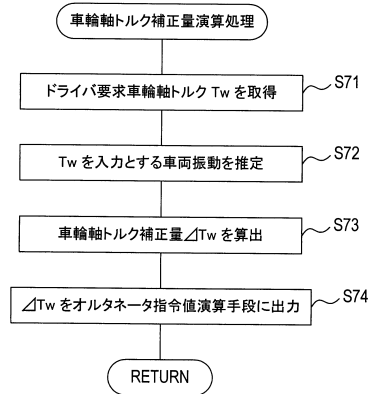 車輪軸トルク補正量演算処理
ドライバ要求車輪軸トルク Tw を取得
S71
Tw を入力とする車両振動を推定
S72
車輪軸トルク補正量⊿Tw を算出
S73
⊿Tw をオルタネータ指令値演算手段に出力
S74
RETURN